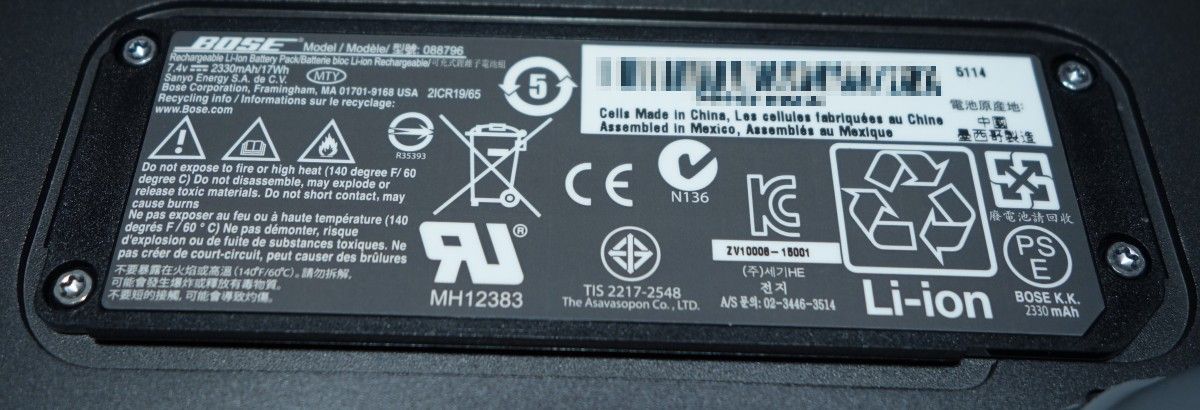 BOSE Model / Modèle/ 型號: 088796
Rechargeable Li-Ion Battery Pack/Batterie bloc Li-ion Rechargeable/可充式鋰離子電池組
7.4v 2330mAh/17Wh
Sanyo Energy S.A. de C.V. MTY
Bose Corporation, Framingham, MA 01701-9168 USA 2ICR19/65
Recycling info / Informations sur le recyclage:
www.Bose.com
5
5114
Cells Made in China, Les cellules fabriquées au Chine
Assembled in Mexico, Assemblés au Mexique
電池原產地:
中國
墨西哥製造
R35393
Do not expose to fire or high heat (140 degree F/ 60
degree C) Do not disassemble, may explode or
release toxic materials. Do not short contact, may
cause burns
Ne pas exposer au feu ou à haute température (140
degrés F / 60 ° C) Ne pas démonter, risque
d'explosion ou de fuite de substances toxiques. Ne
pas créer de court-circuit, peut causer des brûlures
不要暴露在火焰或高溫 (140°F/60°C), 請勿拆解,
可能會發生爆炸或釋放有毒物質。
不要短的接觸, 可能會導致灼傷。
®
MH12383
CE
N136
TIS 2217-2548
The Asavasopon Co., LTD.
ZV10006-15001
(주)세기HE
전지
A/S 문의: 02-3446-3514
Li-ion
廢電池請回收
PS
E
BOSE K.K.
2330 mAh